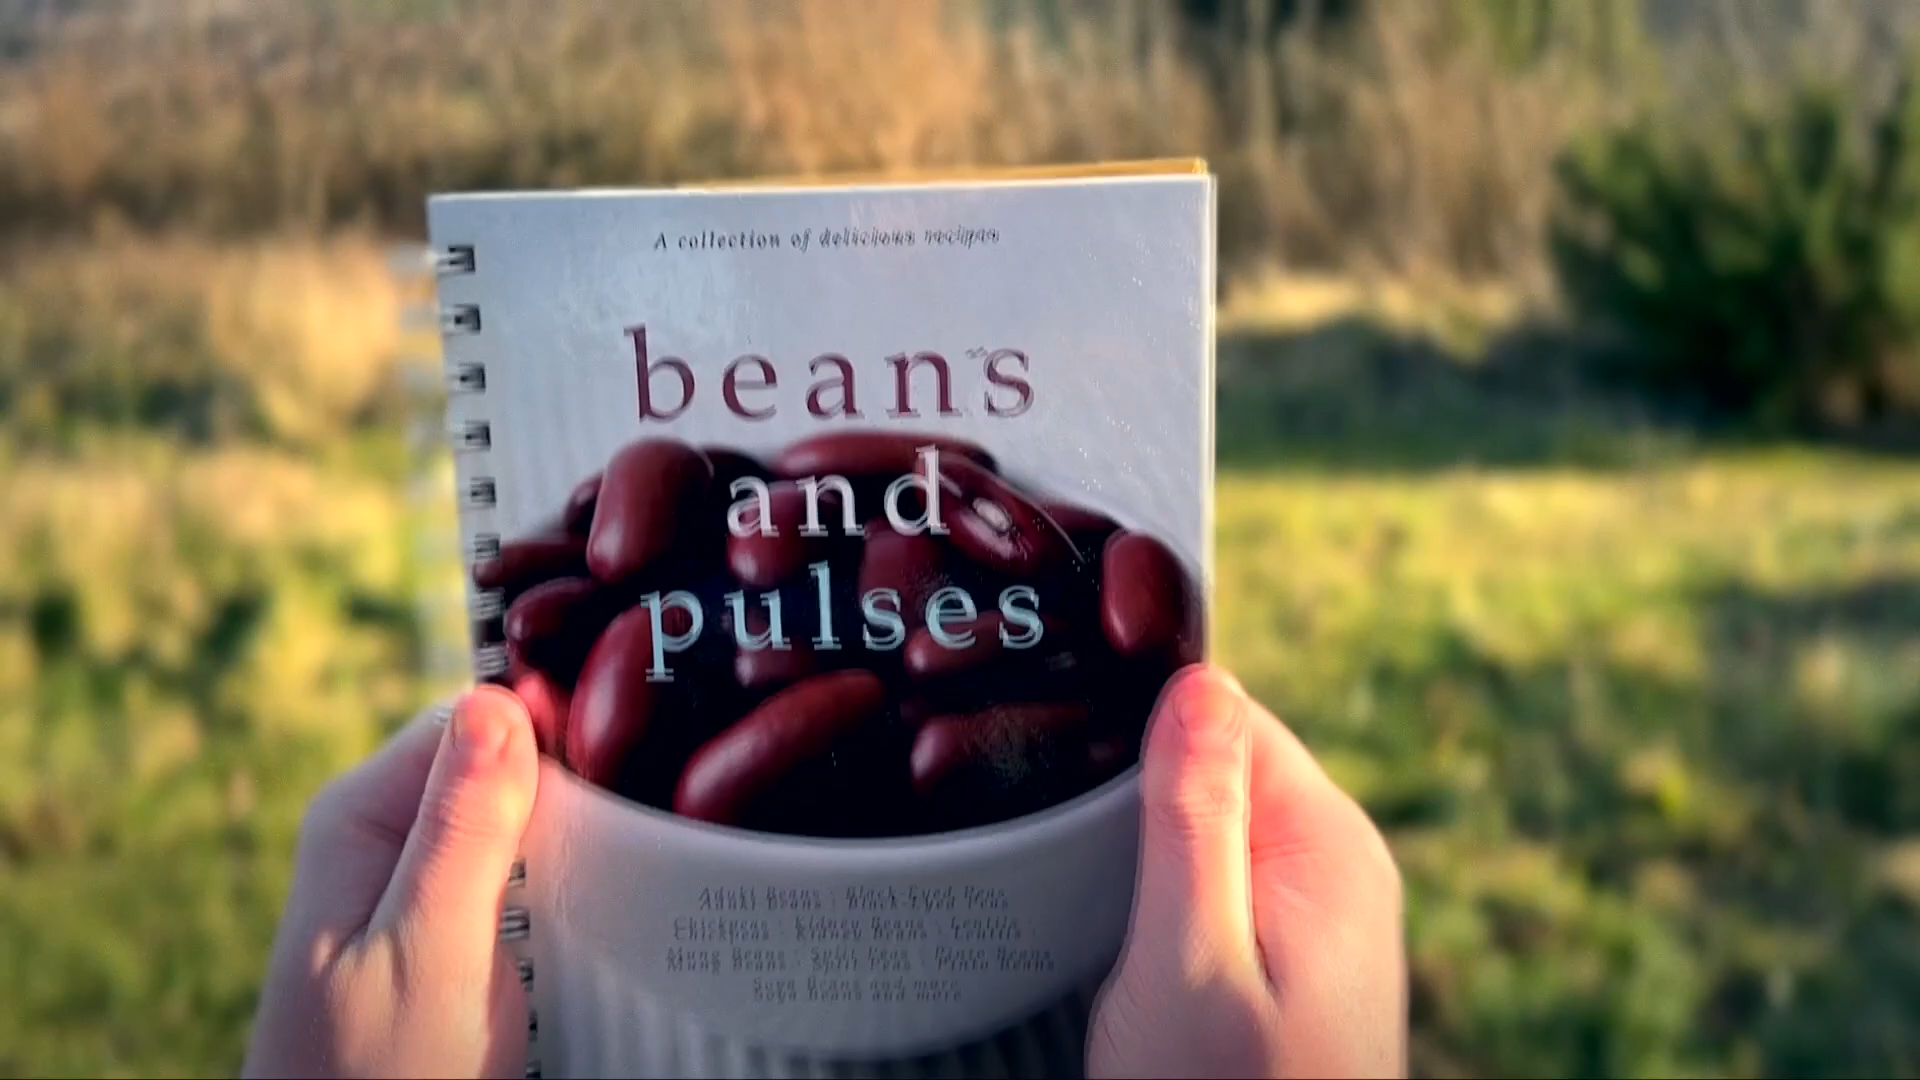 A collection of delicious recipes
beans
and
pulses
Aduki Beans · Black-Eyed Peas
Chickpeas · Kidney Beans · Lentils ·
Mung Beans · Split Peas · Pinto Beans
Soya Beans and more